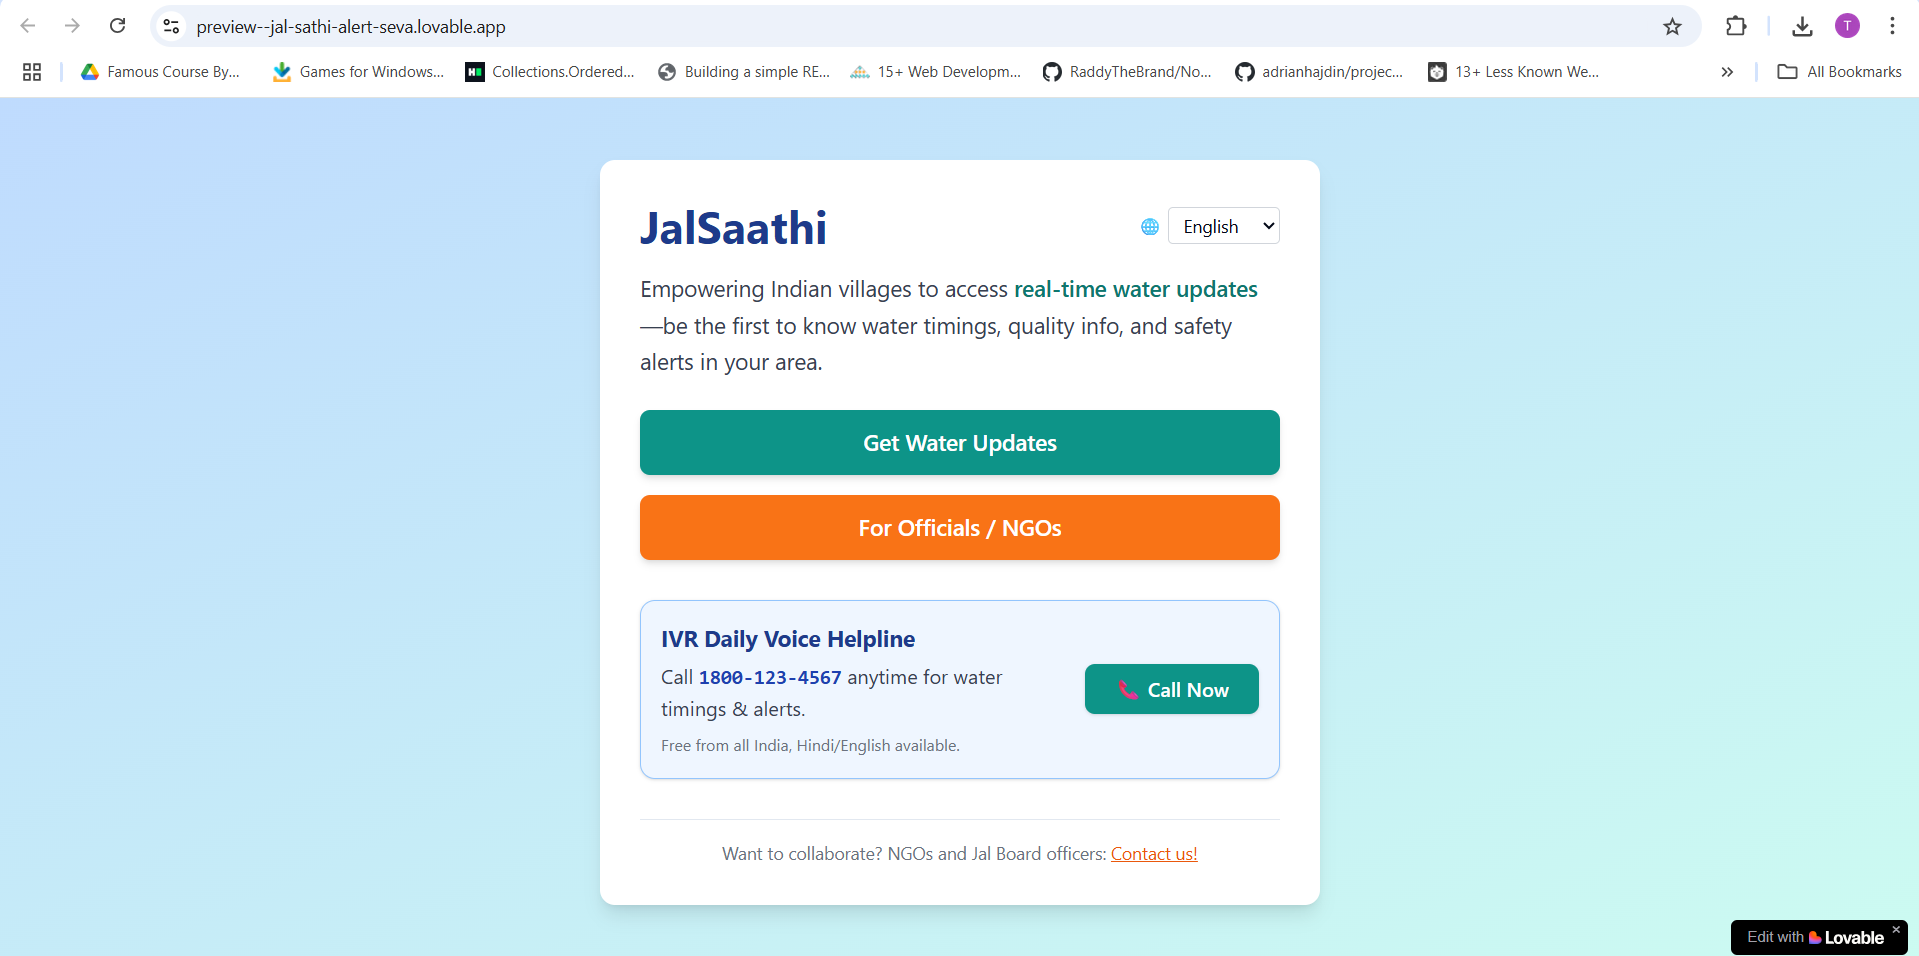 preview--jal-sathi-alert-seva.lovable.app
T
Famous Course By...
Games for Windows...
Collections.Ordered...
Building a simple RE...
15+ Web Developm...
RaddyTheBrand/No...
adrianhajdin/projec...
13+ Less Known We...
All Bookmarks
JalSaathi
English
Empowering Indian villages to access real-time water updates
—be the first to know water timings, quality info, and safety
alerts in your area.
Get Water Updates
For Officials / NGOs
IVR Daily Voice Helpline
Call 1800-123-4567 anytime for water
timings & alerts.
Call Now
Free from all India, Hindi/English available.
Want to collaborate? NGOs and Jal Board officers: Contact us!
Edit with Lovable